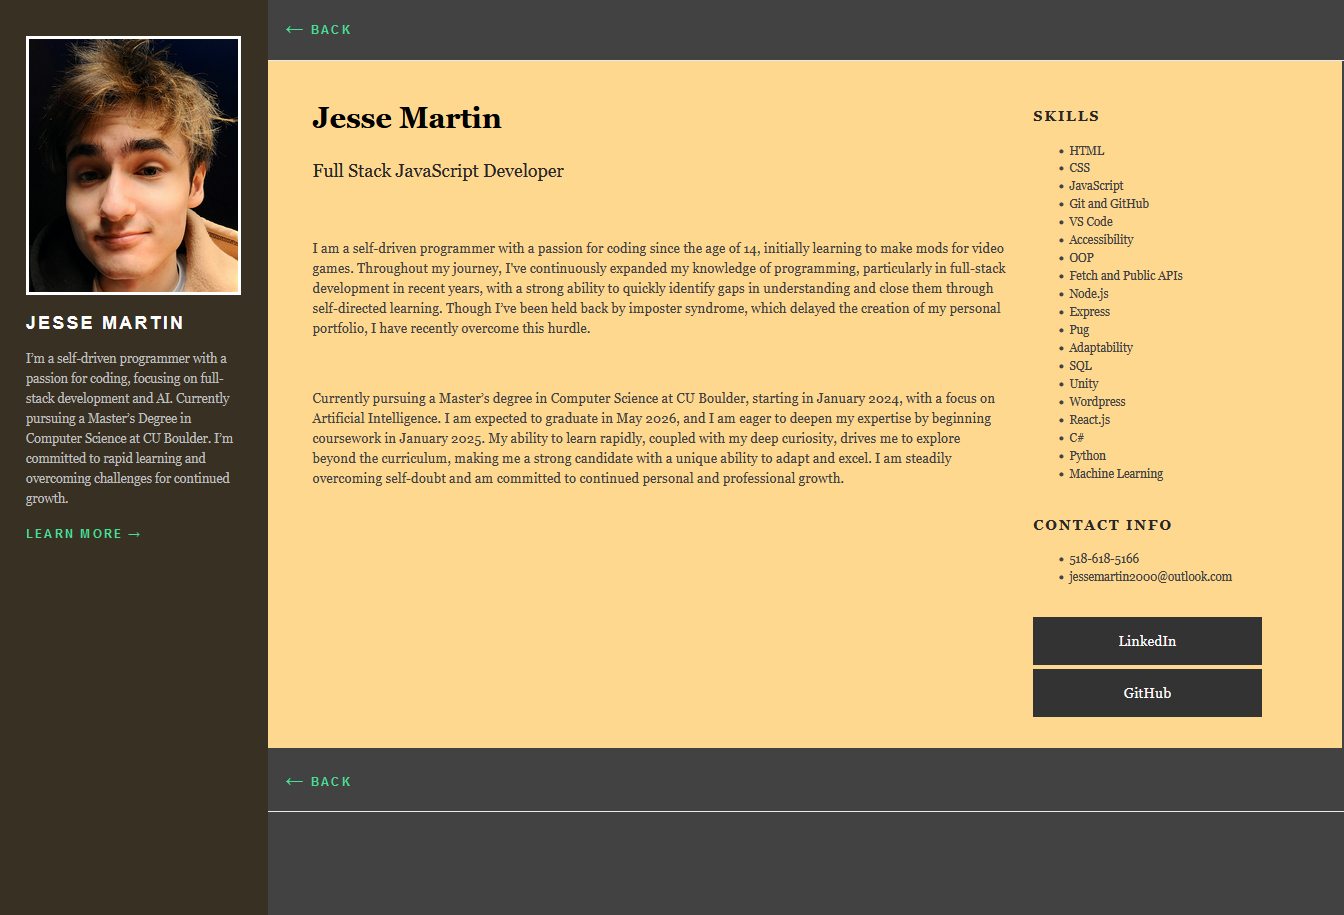 JESSE MARTIN
I’m a self-driven programmer with a
passion for coding, focusing on full-
stack development and AI. Currently
pursuing a Master’s Degree in
Computer Science at CU Boulder. I’m
committed to rapid learning and
overcoming challenges for continued
growth.
LEARN MORE →
← BACK
Jesse Martin
Full Stack JavaScript Developer
I am a self-driven programmer with a passion for coding since the age of 14, initially learning to make mods for video
games. Throughout my journey, I've continuously expanded my knowledge of programming, particularly in full-stack
development in recent years, with a strong ability to quickly identify gaps in understanding and close them through
self-directed learning. Though I’ve been held back by imposter syndrome, which delayed the creation of my personal
portfolio, I have recently overcome this hurdle.
Currently pursuing a Master’s degree in Computer Science at CU Boulder, starting in January 2024, with a focus on
Artificial Intelligence. I am expected to graduate in May 2026, and I am eager to deepen my expertise by beginning
coursework in January 2025. My ability to learn rapidly, coupled with my deep curiosity, drives me to explore
beyond the curriculum, making me a strong candidate with a unique ability to adapt and excel. I am steadily
overcoming self-doubt and am committed to continued personal and professional growth.
SKILLS
• HTML
• CSS
• JavaScript
• Git and GitHub
• VS Code
• Accessibility
• OOP
• Fetch and Public APIs
• Node.js
• Express
• Pug
• Adaptability
• SQL
• Unity
• Wordpress
• React.js
• C#
• Python
• Machine Learning
CONTACT INFO
• 518-618-5166
• jessemartin2000@outlook.com
LinkedIn
GitHub
← BACK